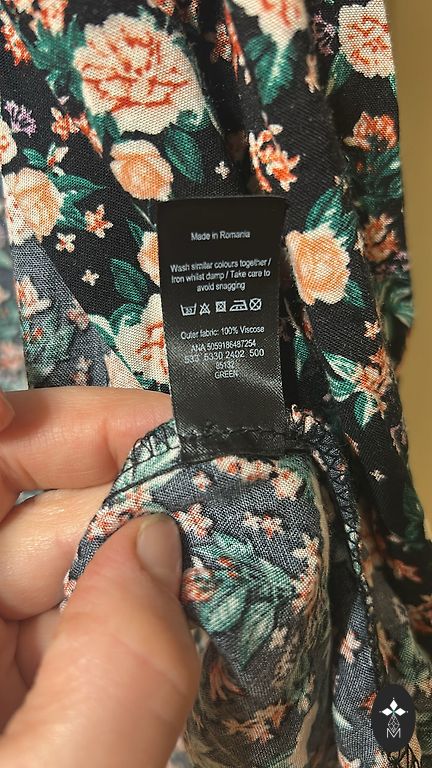 Made in Romania
Wash similar colours together /
Iron whilst damp / Take care to
avoid snagging
Outer fabric: 100% Viscose
ANA 5059186487254
533 5330 2402 500
85132
GREEN
M